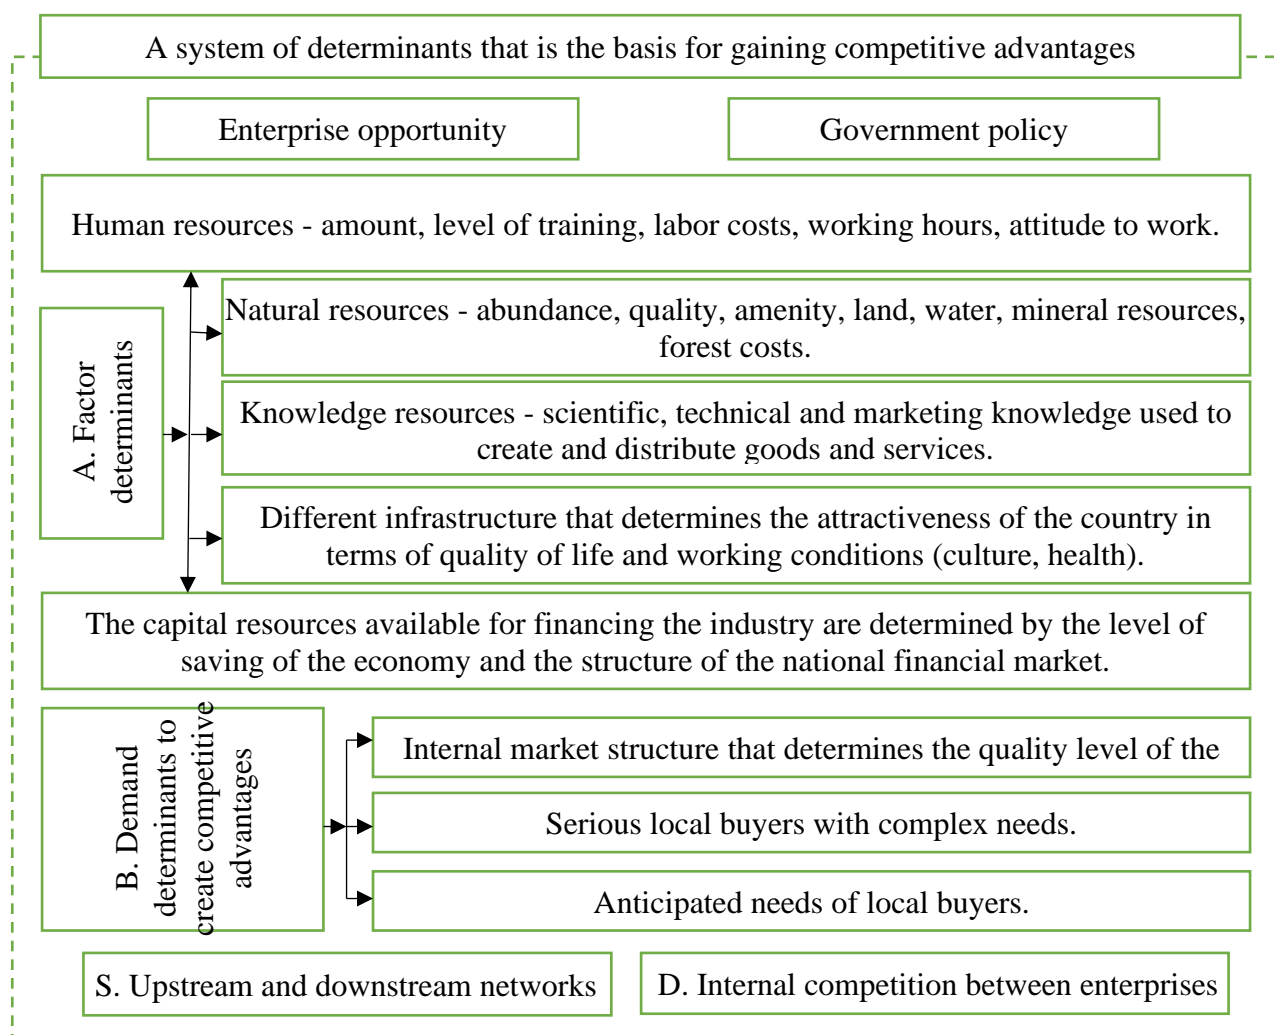 A system of determinants that is the basis for gaining competitive advantages
Enterprise opportunity
Government policy
Human resources - amount, level of training, labor costs, working hours, attitude to work.
A. Factor
determinants
Natural resources - abundance, quality, amenity, land, water, mineral resources,
forest costs.
Knowledge resources - scientific, technical and marketing knowledge used to
create and distribute goods and services.
Different infrastructure that determines the attractiveness of the country in
terms of quality of life and working conditions (culture, health).
The capital resources available for financing the industry are determined by the level of
saving of the economy and the structure of the national financial market.
B. Demand
determinants to
create competitive
advantages
Internal market structure that determines the quality level of the
Serious local buyers with complex needs.
Anticipated needs of local buyers.
S. Upstream and downstream networks
D. Internal competition between enterprises